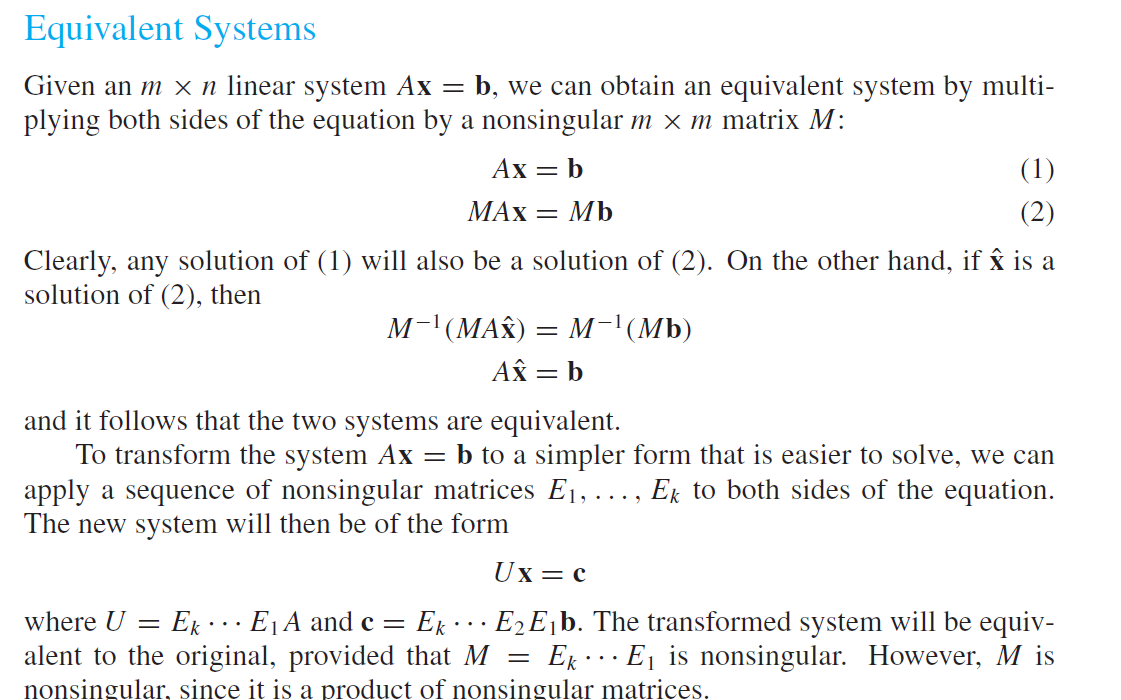 Equivalent Systems
Given an m × n linear system Ax = b, we can obtain an equivalent system by multi-
plying both sides of the equation by a nonsingular m × m matrix M:
Ax = b (1)
MAx = Mb (2)
Clearly, any solution of (1) will also be a solution of (2). On the other hand, if x̂ is a
solution of (2), then
M⁻¹(MAx̂) = M⁻¹(Mb)
Ax̂ = b
and it follows that the two systems are equivalent.
To transform the system Ax = b to a simpler form that is easier to solve, we can
apply a sequence of nonsingular matrices E₁, . . . , Eₖ to both sides of the equation.
The new system will then be of the form
Ux = c
where U = Eₖ · · · E₁A and c = Eₖ · · · E₂E₁b. The transformed system will be equiv-
alent to the original, provided that M = Eₖ · · · E₁ is nonsingular. However, M is
nonsingular, since it is a product of nonsingular matrices.